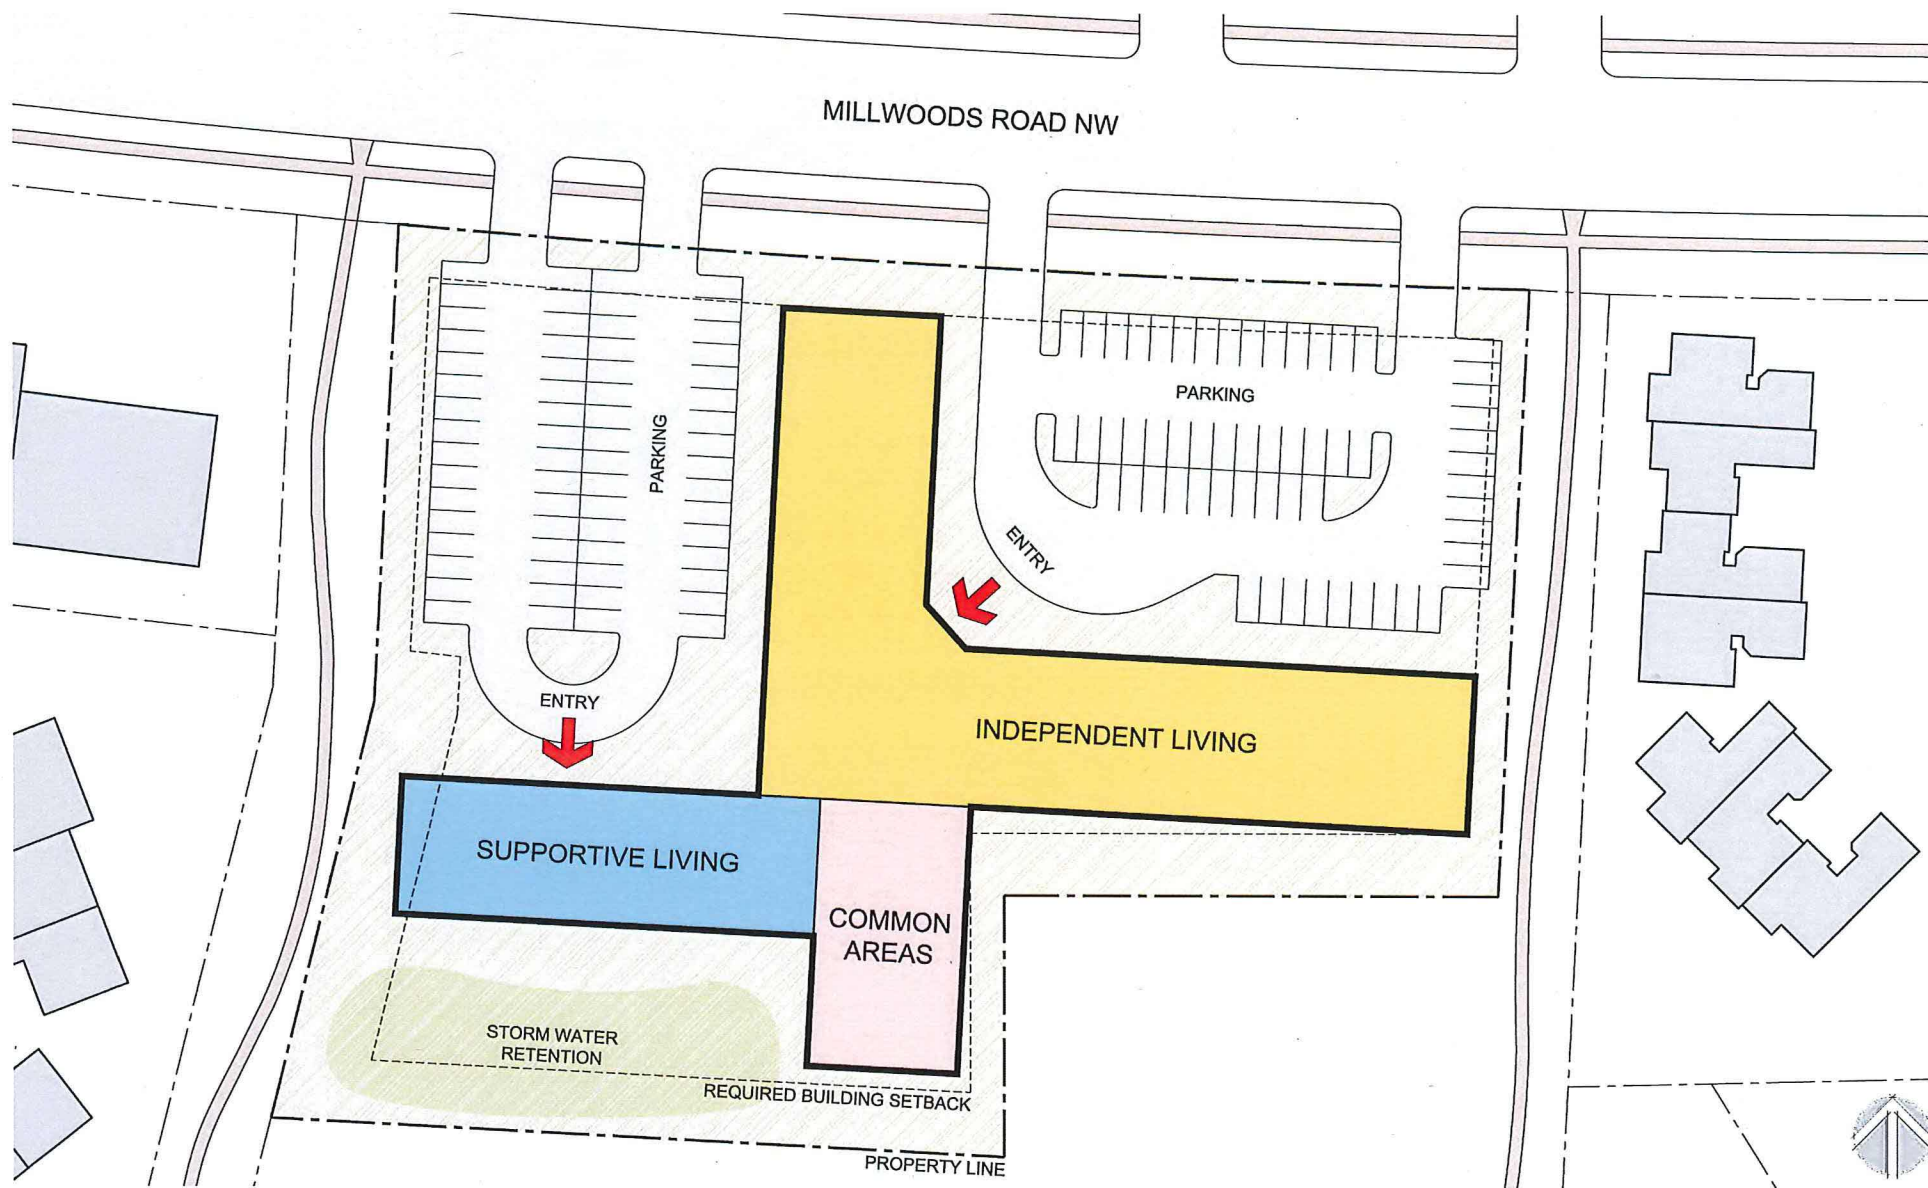 MILLWOODS ROAD NW
PARKING
PARKING
ENTRY
ENTRY
INDEPENDENT LIVING
SUPPORTIVE LIVING
COMMON
AREAS
STORM WATER
RETENTION
REQUIRED BUILDING SETBACK
PROPERTY LINE